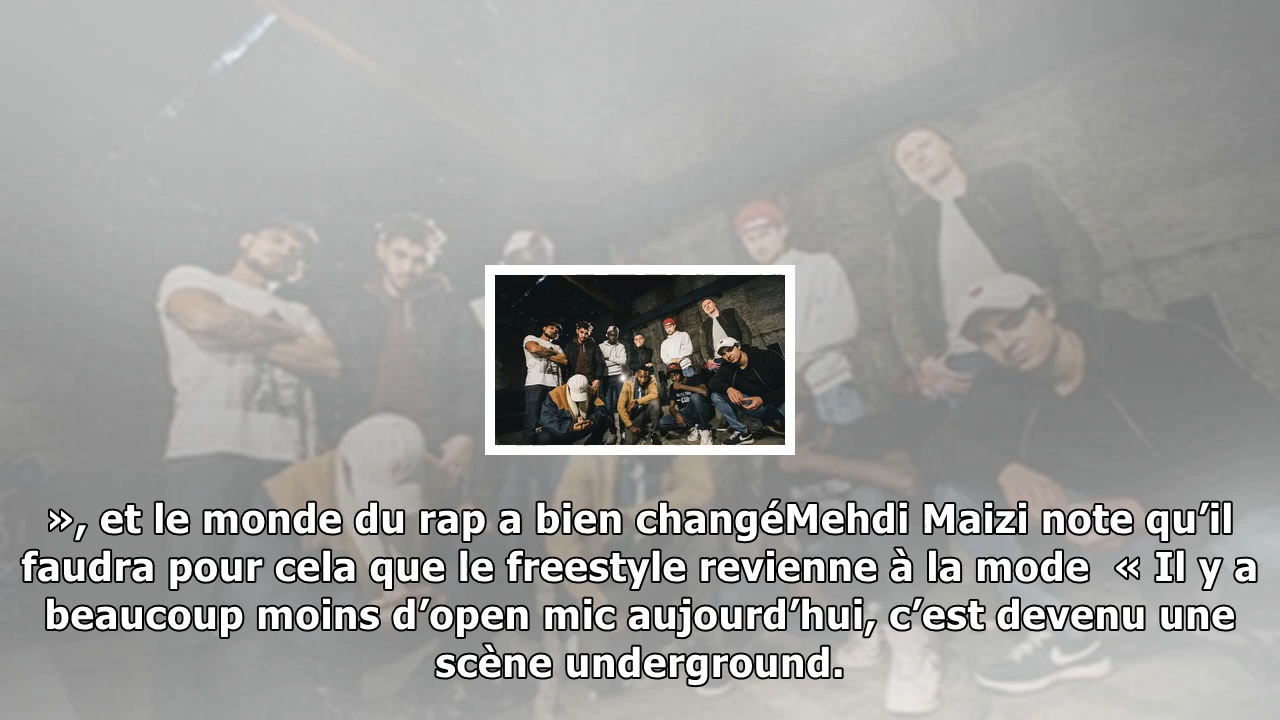 », et le monde du rap a bien changéMehdi Maizi note qu’il
faudra pour cela que le freestyle revienne à la mode  « Il y a
beaucoup moins d’open mic aujourd’hui, c’est devenu une
scène underground.